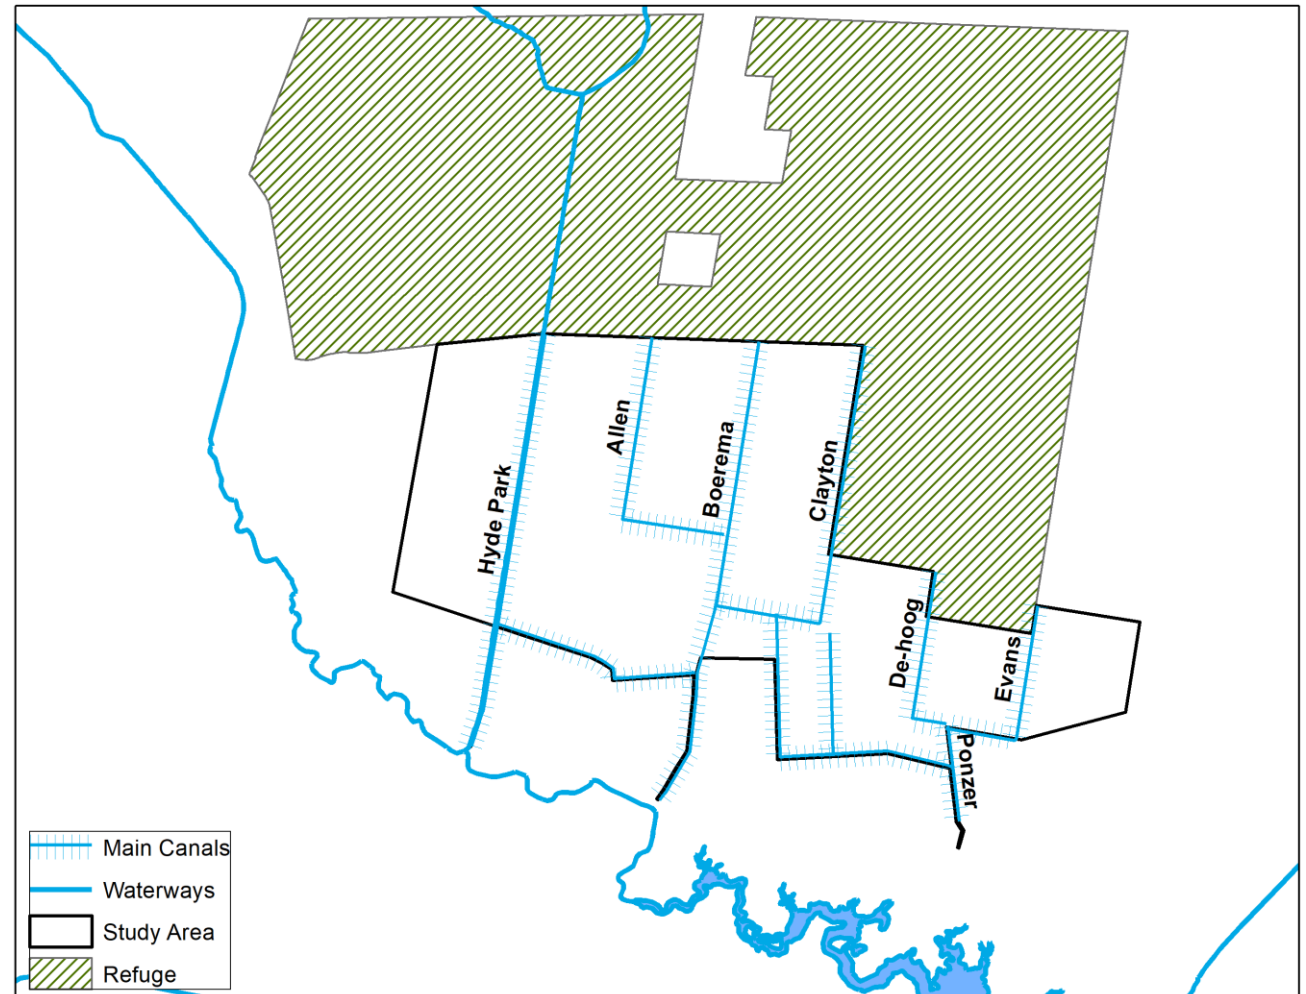 Allen
Boerema
Clayton
Hyde Park
De-hoog
Evans
Ponzer
Main Canals
Waterways
Study Area
Refuge